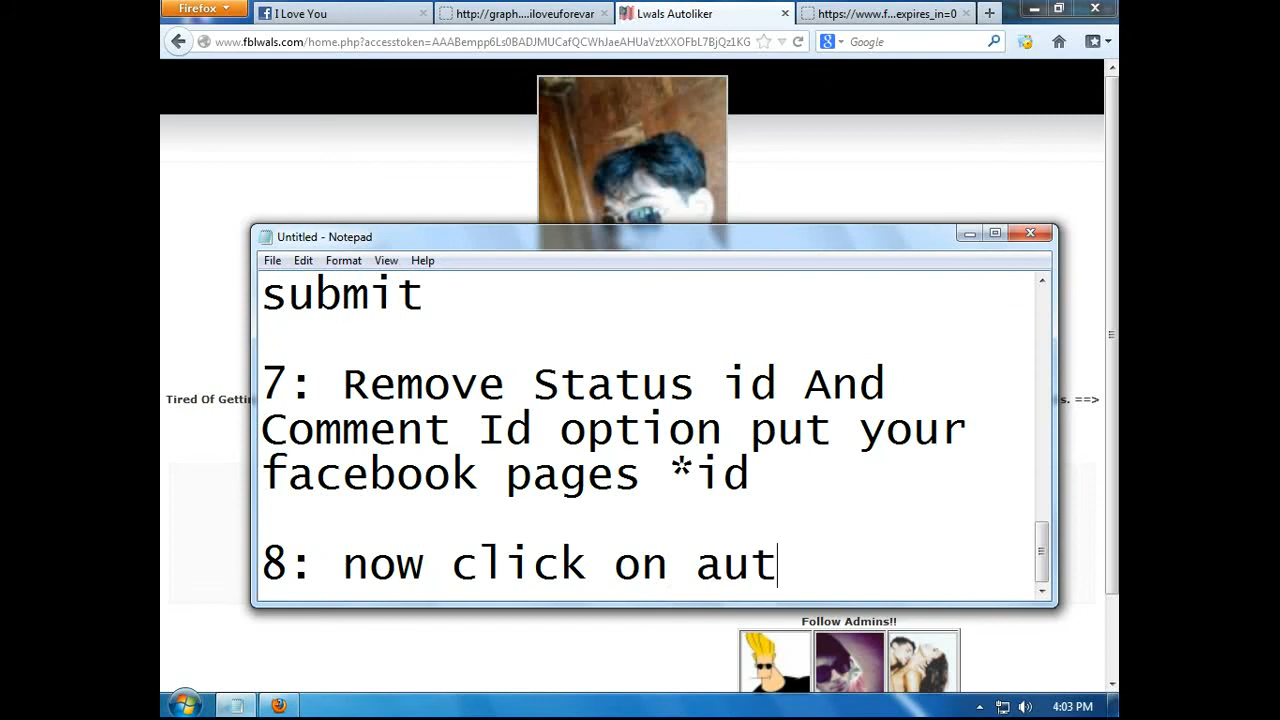 Firefox
I Love You
http://graph....iloveuforevar
Lwals Autoliker
https://www.f...expires_in=0
www.fblwals.com/home.php?accesstoren=AAABempp6Ls0BADJMUCafQCWhJaeAHUaVztXXOFbL7BjQz1KG
Google
Untitled - Notepad
File Edit Format View Help
submit
7: Remove Status id And
Comment Id option put your
facebook pages *id
8: now click on aut
Tired Of Getti
s. ==>
Follow Admins!!
4:03 PM